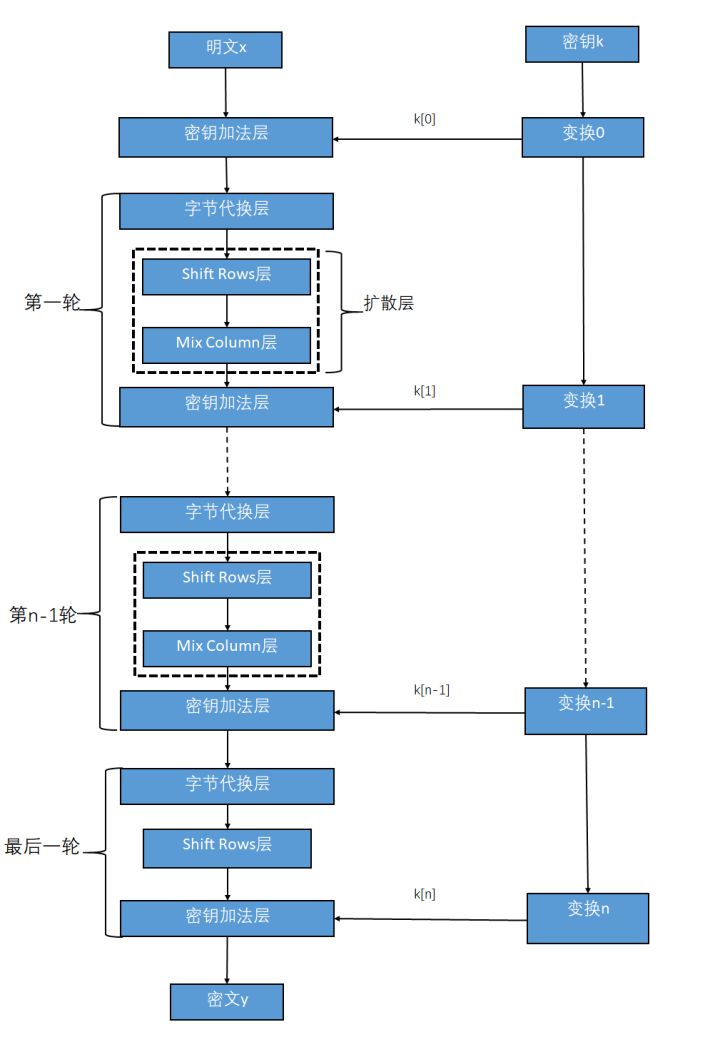 明文x
密钥k
密钥加法层
k[0]
变换0
字节代换层
Shift Rows层
第一轮
扩散层
Mix Column层
密钥加法层
k[1]
变换1
字节代换层
Shift Rows层
第n-1轮
Mix Column层
密钥加法层
k[n-1]
变换n-1
字节代换层
最后一轮
Shift Rows层
密钥加法层
k[n]
变换n
密文y